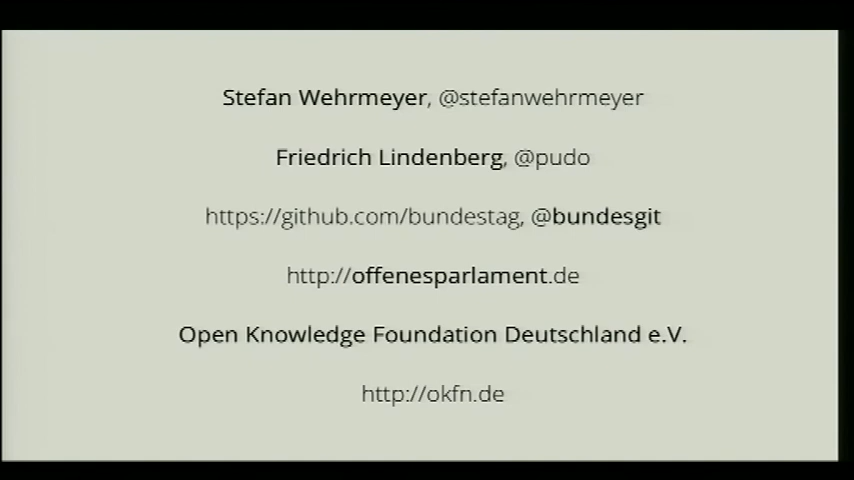 Stefan Wehrmeyer, @stefanwehrmeyer
Friedrich Lindenberg, @pudo
https://github.com/bundestag, @bundesgit
http://offenesparlament.de
Open Knowledge Foundation Deutschland e.V.
http://okfn.de